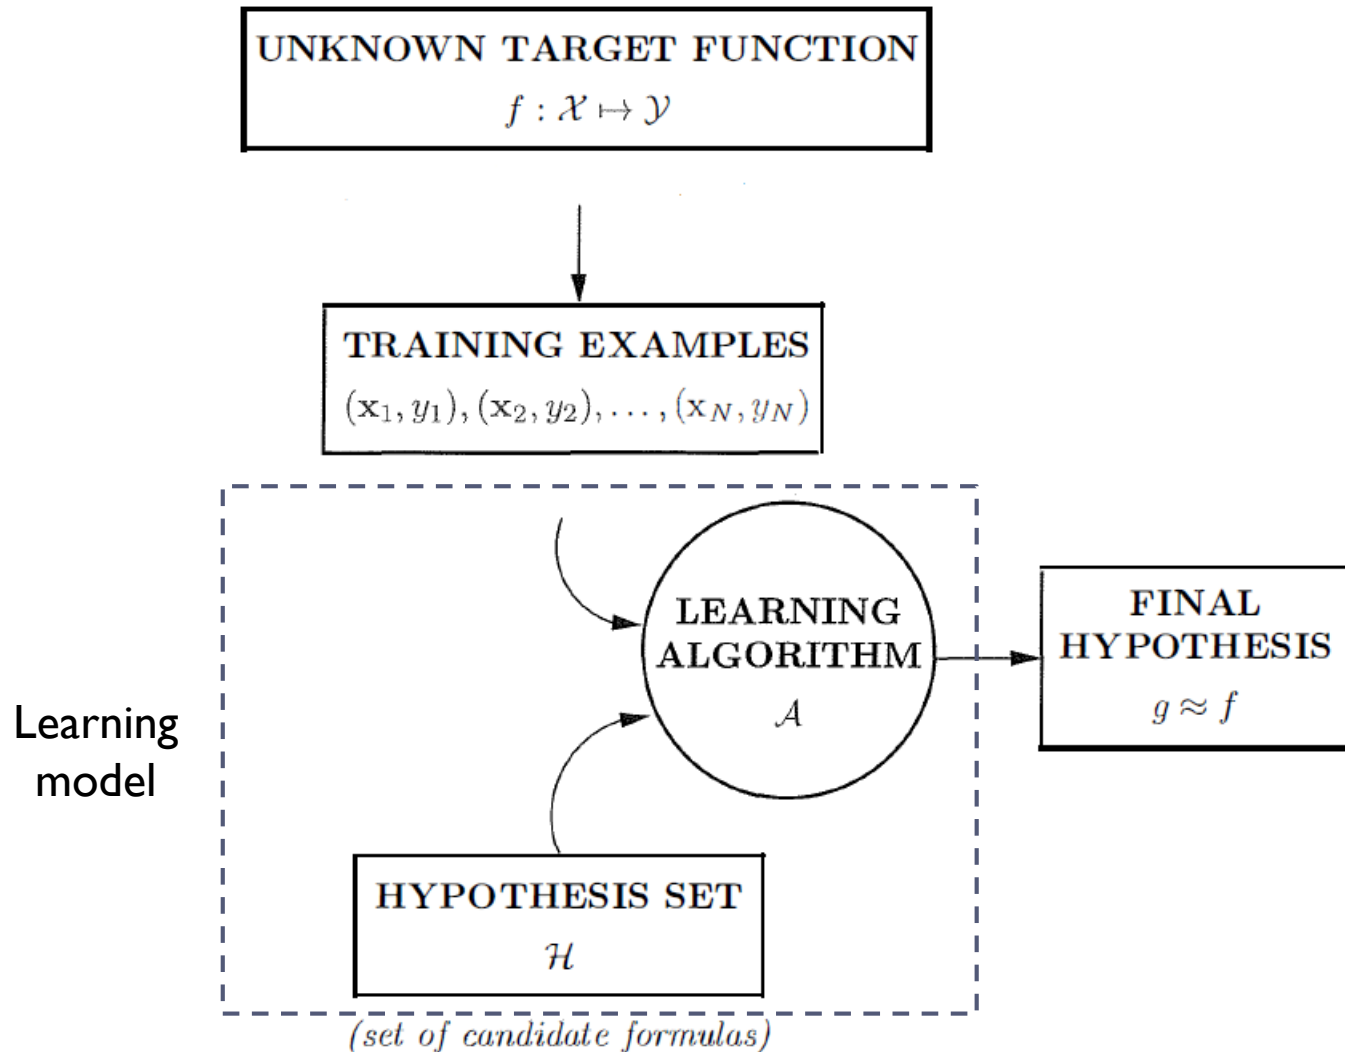 UNKNOWN TARGET FUNCTION
f : 𝒳 ↦ 𝒴
TRAINING EXAMPLES
(x₁, y₁), (x₂, y₂), . . . , (x_N, y_N)
LEARNING
ALGORITHM
𝒜
FINAL
HYPOTHESIS
g ≈ f
Learning
model
HYPOTHESIS SET
ℋ
(set of candidate formulas)